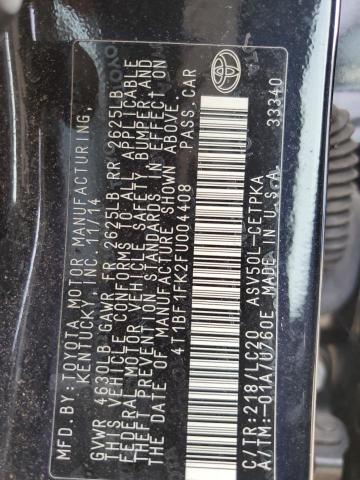 MFD.BY:TOYOTA MOTOR MANUFACTURING,
KENTUCKY, INC. 11/14
GVWR 4630LB GAWR FR 2625LB RR 2625LB
THIS VEHICLE CONFORMS TO ALL APPLICABLE
FEDERAL MOTOR VEHICLE SAFETY, BUMPER, AND
THEFT PREVENTION STANDARDS IN EFFECT ON
THE DATE OF MANUFACTURE SHOWN ABOVE.
4T1BF1FK2FU004408 PASS.CAR
C/TR:218/LC20 ASV50L-CETPKA
A/TM:-01A/U760E MADE IN U.S.A. 33340